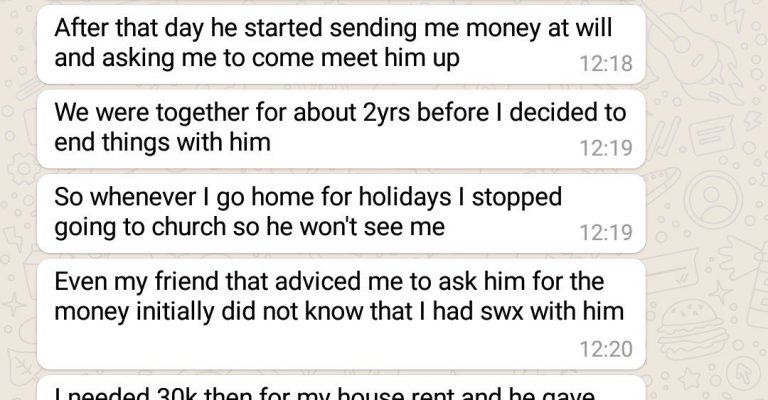 After that day he started sending me money at will
and asking me to come meet him up
12:18
We were together for about 2yrs before I decided to
end things with him
12:19
So whenever I go home for holidays I stopped
going to church so he won't see me
12:19
Even my friend that adviced me to ask him for the
money initially did not know that I had swx with him
12:20
I needed 30k then for my house rent and he gave